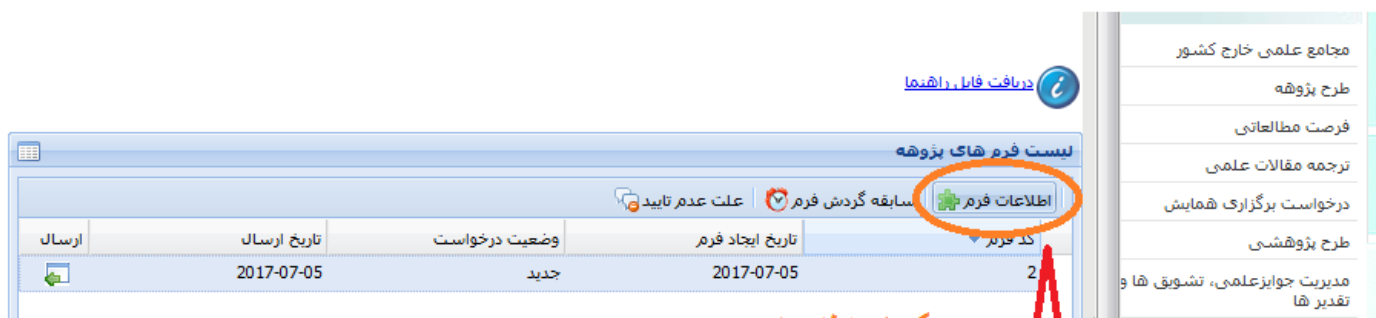 مجامع علمی خارج کشور
طرح پژوهه
فرصت مطالعاتی
ترجمه مقالات علمی
درخواست برگزاری همایش
طرح پژوهشی
مدیریت جوایزعلمی، تشویق ها و
تقدیر ها
دریافت فایل راهنما
لیست فرم های پژوهه
اطلاعات فرم سابقه گردش فرم علت عدم تایید
کد فرم تاریخ ایجاد فرم وضعیت درخواست تاریخ ارسال ارسال
2 2017-07-05 جدید 2017-07-05